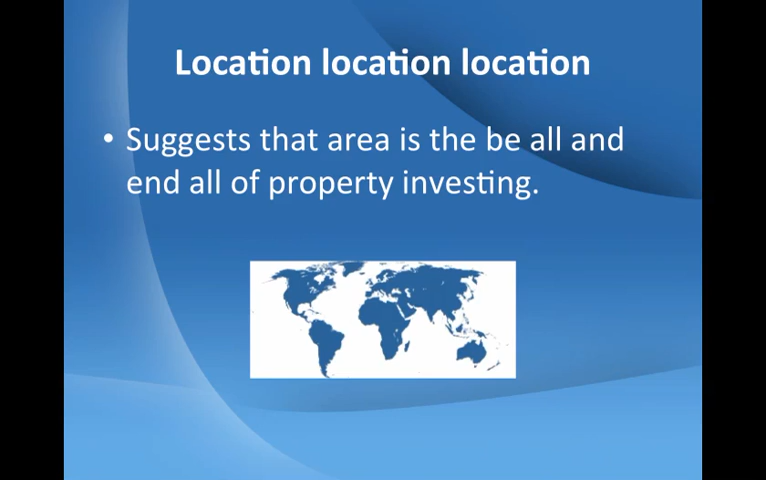 Location location location
• Suggests that area is the be all and
end all of property investing.